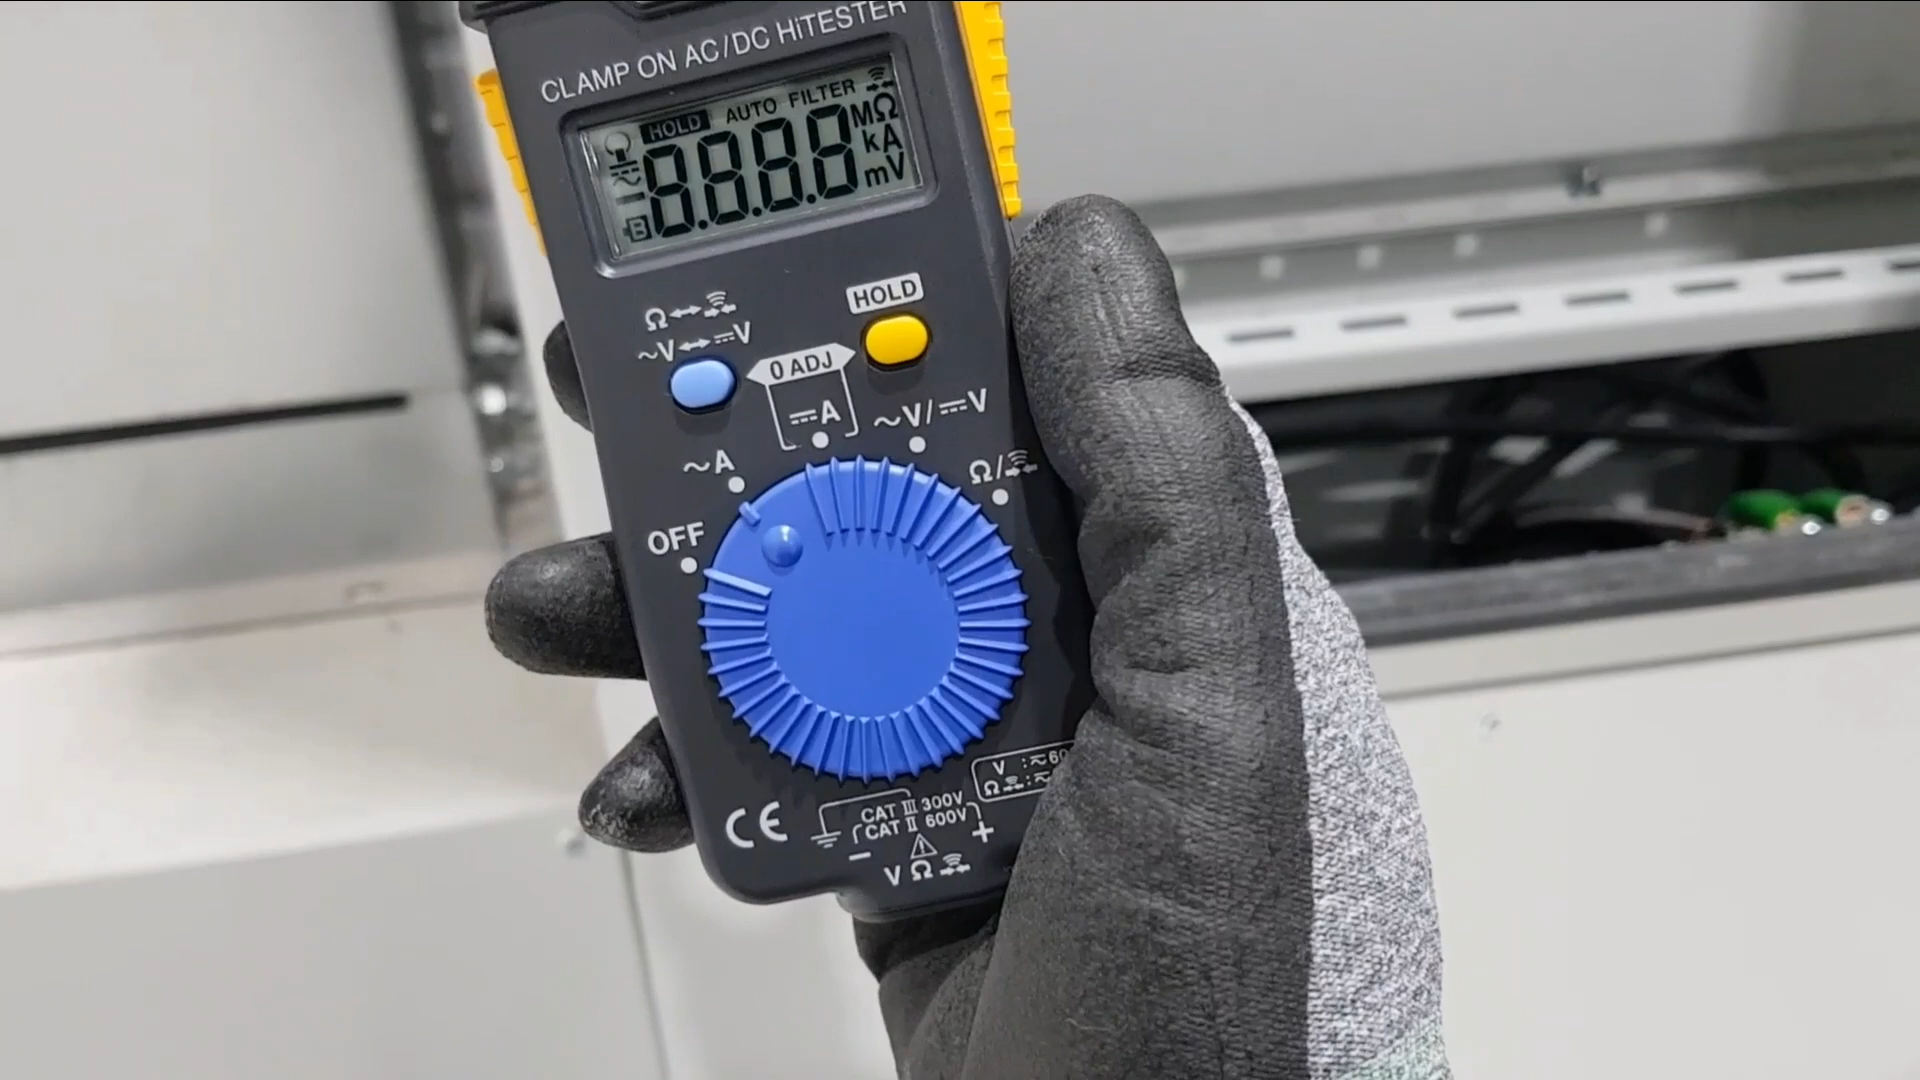 CLAMP ON AC/DC HiTESTER
HOLD AUTO FILTER
8.8.8.8
MΩ
kA
mV
B
Ω↔
~V↔⎓V
HOLD
0 ADJ
⎓A
~V/⎓V
~A
Ω/
OFF
V :
Ω
CE
CAT III 300V
CAT II 600V
− +
V Ω